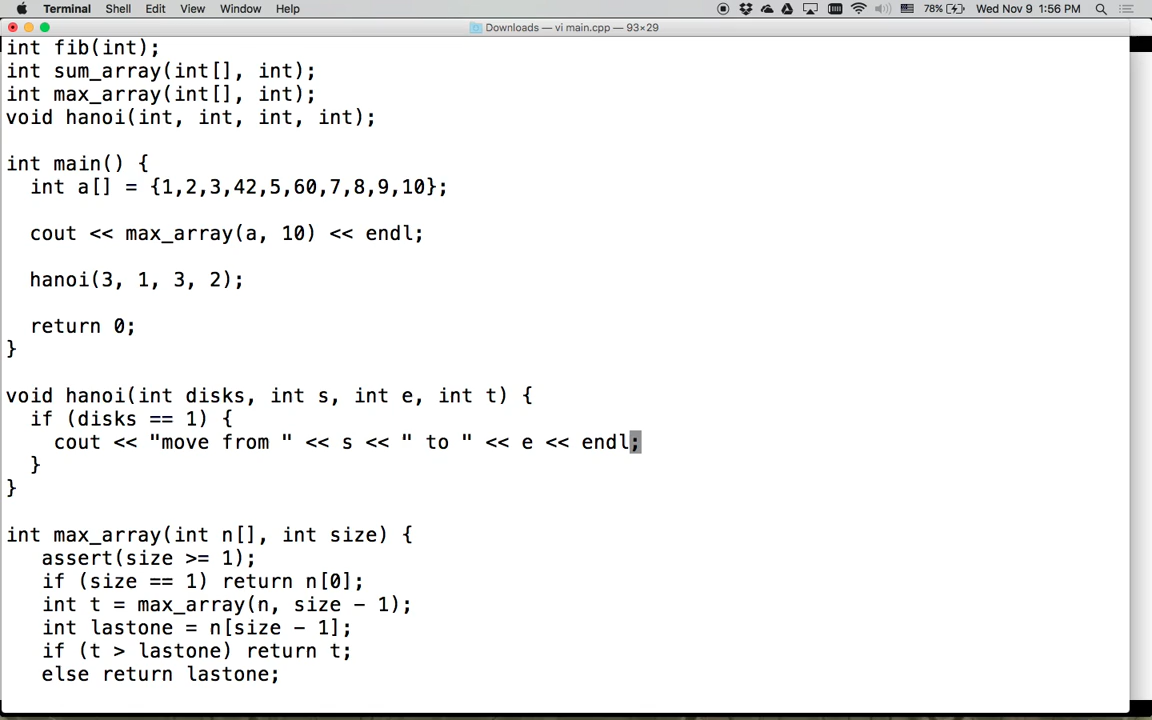 Terminal Shell Edit View Window Help 78% Wed Nov 9 1:56 PM
Downloads — vi main.cpp — 93×29
int fib(int);
int sum_array(int[], int);
int max_array(int[], int);
void hanoi(int, int, int, int);
int main() {
int a[] = {1,2,3,42,5,60,7,8,9,10};
cout << max_array(a, 10) << endl;
hanoi(3, 1, 3, 2);
return 0;
}
void hanoi(int disks, int s, int e, int t) {
if (disks == 1) {
cout << "move from " << s << " to " << e << endl;
}
}
int max_array(int n[], int size) {
assert(size >= 1);
if (size == 1) return n[0];
int t = max_array(n, size - 1);
int lastone = n[size - 1];
if (t > lastone) return t;
else return lastone;